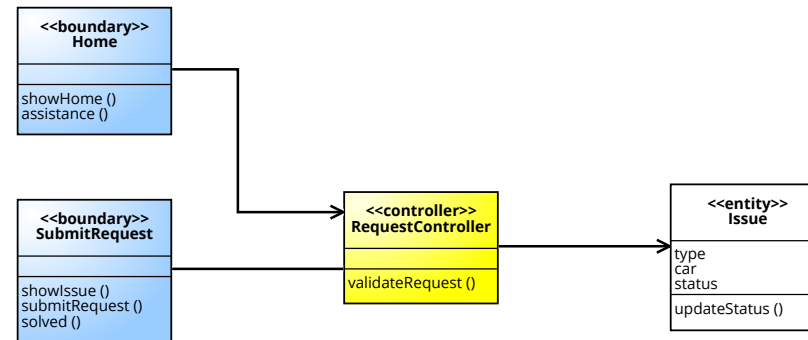 <<boundary>>
Home
showHome ()
assistance ()
<<boundary>>
SubmitRequest
showIssue ()
submitRequest ()
solved ()
<<controller>>
RequestController
validateRequest ()
<<entity>>
Issue
type
car
status
updateStatus ()